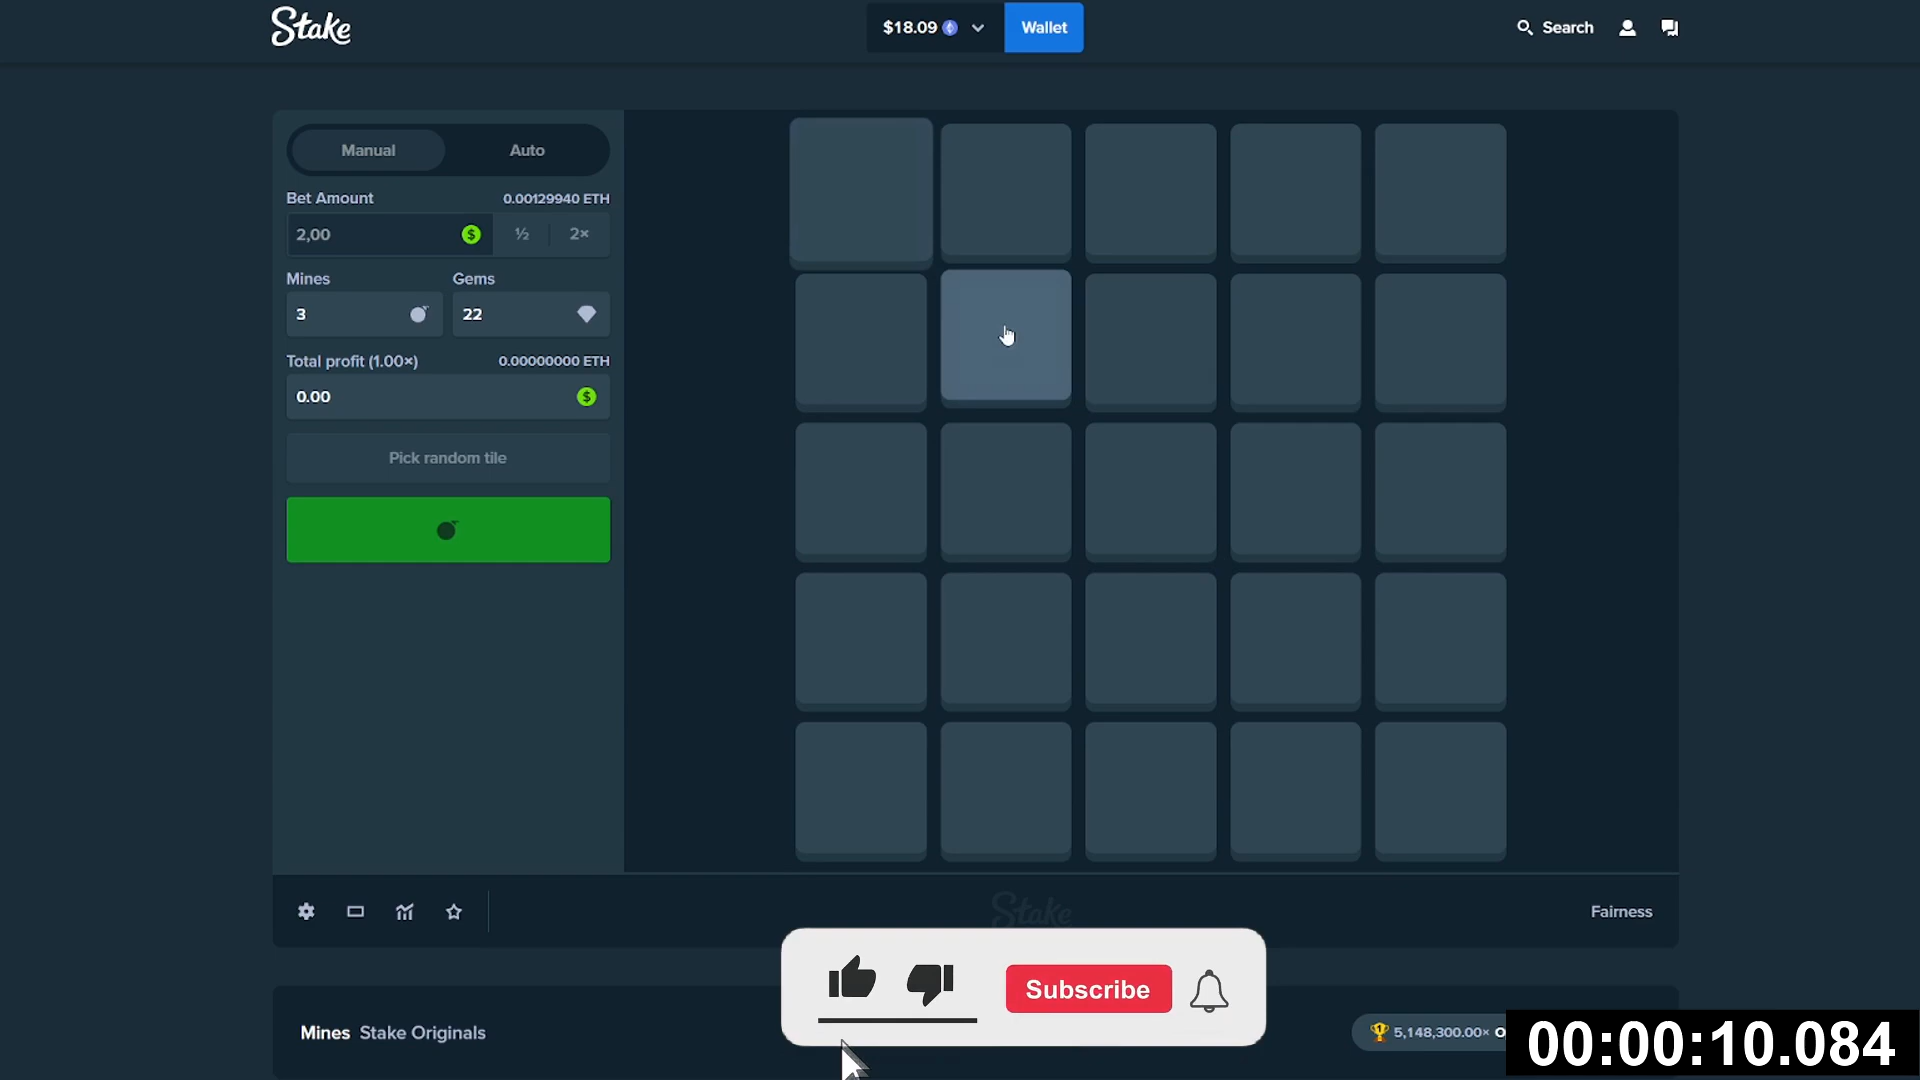 Stake
$18.09
Wallet
Search
Manual
Auto
Bet Amount
0.00129940 ETH
2,00
½
2×
Mines
Gems
3
22
Total profit (1.00×)
0.00000000 ETH
0.00
Pick random tile
Stake
Fairness
Subscribe
Mines Stake Originals
5,148,300.00×
00:00:10.084